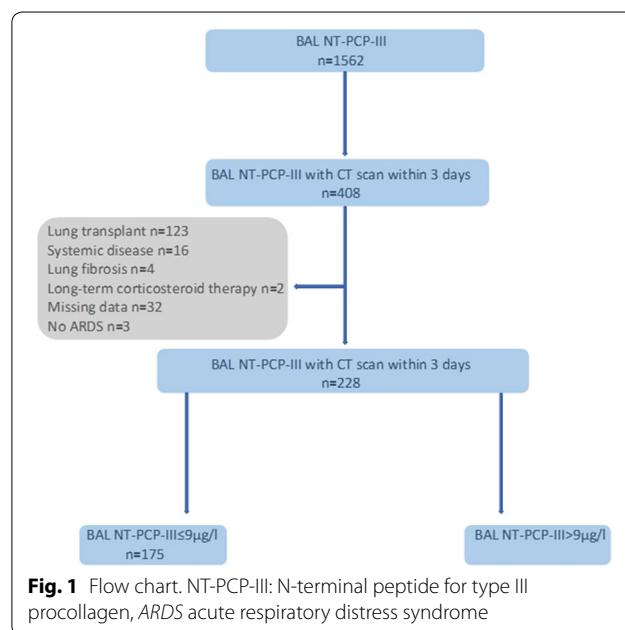 BAL NT-PCP-III
n=1562
BAL NT-PCP-III with CT scan within 3 days
n=408
Lung transplant n=123
Systemic disease n=16
Lung fibrosis n=4
Long-term corticosteroid therapy n=2
Missing data n=32
No ARDS n=3
BAL NT-PCP-III with CT scan within 3 days
n=228
BAL NT-PCP-III≤9µg/l
n=175
BAL NT-PCP-III>9µg/l
Fig. 1 Flow chart. NT-PCP-III: N-terminal peptide for type III
procollagen, ARDS acute respiratory distress syndrome